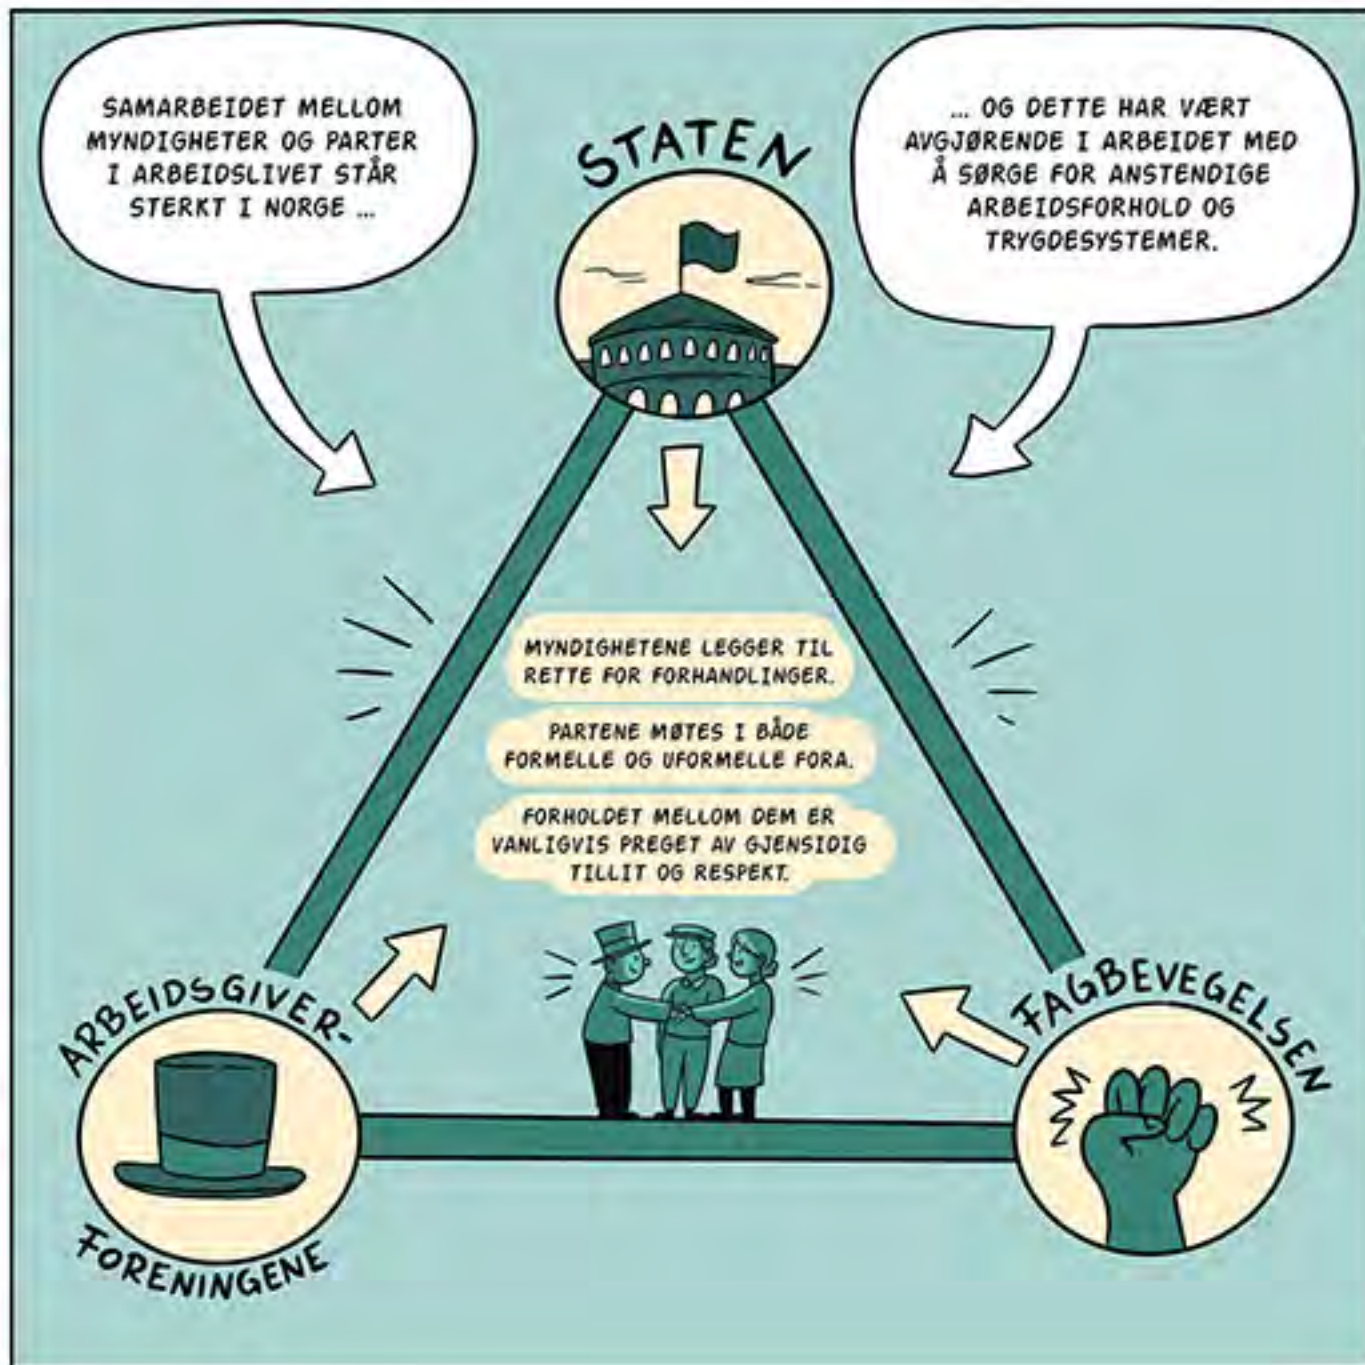 SAMARBEIDET MELLOM
MYNDIGHETER OG PARTER
I ARBEIDSLIVET STÅR
STERKT I NORGE ...
STATEN
... OG DETTE HAR VÆRT
AVGJØRENDE I ARBEIDET MED
Å SØRGE FOR ANSTENDIGE
ARBEIDSFORHOLD OG
TRYGDESYSTEMER.
MYNDIGHETENE LEGGER TIL
RETTE FOR FORHANDLINGER.
PARTENE MØTES I BÅDE
FORMELLE OG UFORMELLE FORA.
FORHOLDET MELLOM DEM ER
VANLIGVIS PREGET AV GJENSIDIG
TILLIT OG RESPEKT.
ARBEIDSGIVER-
FORENINGENE
FAGBEVEGELSEN